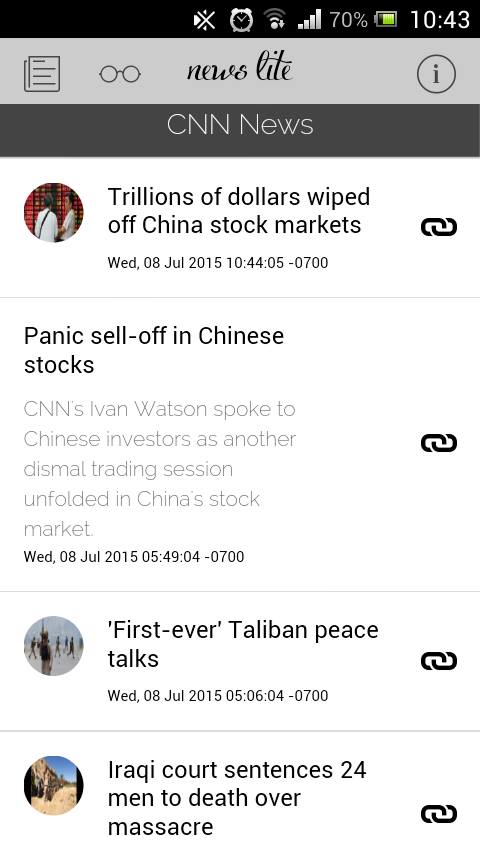 70% 10:43
news lite
CNN News
Trillions of dollars wiped
off China stock markets
Wed, 08 Jul 2015 10:44:05 -0700
Panic sell-off in Chinese
stocks
CNN's Ivan Watson spoke to
Chinese investors as another
dismal trading session
unfolded in China's stock
market.
Wed, 08 Jul 2015 05:49:04 -0700
'First-ever' Taliban peace
talks
Wed, 08 Jul 2015 05:06:04 -0700
Iraqi court sentences 24
men to death over
massacre